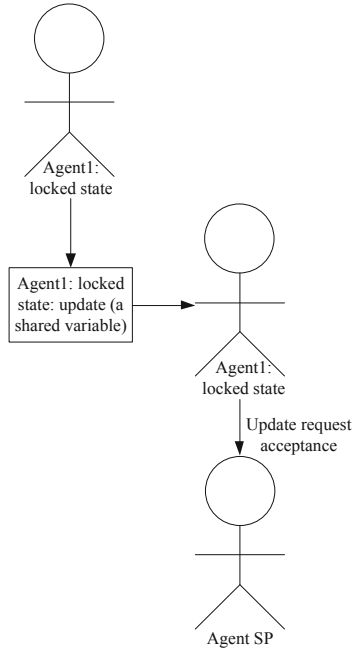 Agent1:
locked state
Agent1: locked
state: update (a
shared variable)
Agent1:
locked state
Update request
acceptance
Agent SP